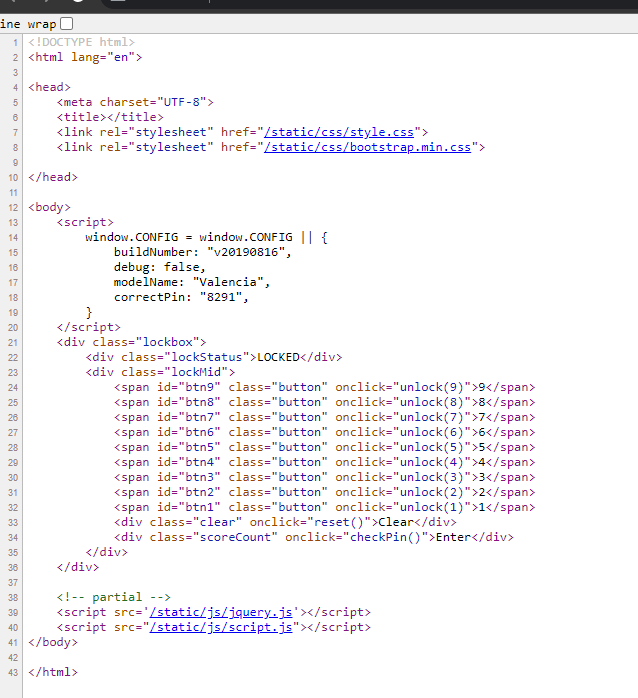 ine wrap
1 <!DOCTYPE html>
2 <html lang="en">
3
4 <head>
5     <meta charset="UTF-8">
6     <title></title>
7     <link rel="stylesheet" href="/static/css/style.css">
8     <link rel="stylesheet" href="/static/css/bootstrap.min.css">
9
10 </head>
11
12 <body>
13     <script>
14         window.CONFIG = window.CONFIG || {
15             buildNumber: "v20190816",
16             debug: false,
17             modelName: "Valencia",
18             correctPin: "8291",
19         }
20     </script>
21     <div class="lockbox">
22         <div class="lockStatus">LOCKED</div>
23         <div class="lockMid">
24             <span id="btn9" class="button" onclick="unlock(9)">9</span>
25             <span id="btn8" class="button" onclick="unlock(8)">8</span>
26             <span id="btn7" class="button" onclick="unlock(7)">7</span>
27             <span id="btn6" class="button" onclick="unlock(6)">6</span>
28             <span id="btn5" class="button" onclick="unlock(5)">5</span>
29             <span id="btn4" class="button" onclick="unlock(4)">4</span>
30             <span id="btn3" class="button" onclick="unlock(3)">3</span>
31             <span id="btn2" class="button" onclick="unlock(2)">2</span>
32             <span id="btn1" class="button" onclick="unlock(1)">1</span>
33             <div class="clear" onclick="reset()">Clear</div>
34             <div class="scoreCount" onclick="checkPin()">Enter</div>
35         </div>
36     </div>
37
38     <!-- partial -->
39     <script src='/static/js/jquery.js'></script>
40     <script src="/static/js/script.js"></script>
41 </body>
42
43 </html>